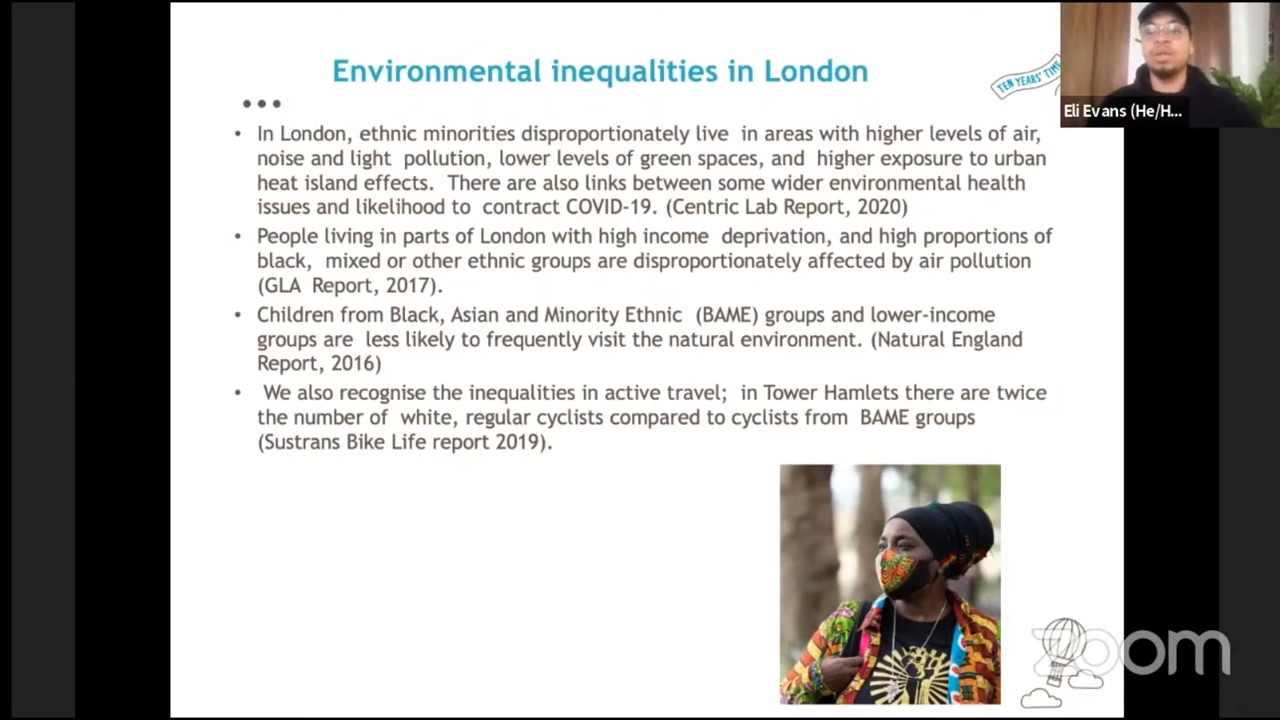 Environmental inequalities in London
TEN YEARS' TIME
Eli Evans (He/H...
• In London, ethnic minorities disproportionately live in areas with higher levels of air,
noise and light pollution, lower levels of green spaces, and higher exposure to urban
heat island effects. There are also links between some wider environmental health
issues and likelihood to contract COVID-19. (Centric Lab Report, 2020)
• People living in parts of London with high income deprivation, and high proportions of
black, mixed or other ethnic groups are disproportionately affected by air pollution
(GLA Report, 2017).
• Children from Black, Asian and Minority Ethnic (BAME) groups and lower-income
groups are less likely to frequently visit the natural environment. (Natural England
Report, 2016)
• We also recognise the inequalities in active travel; in Tower Hamlets there are twice
the number of white, regular cyclists compared to cyclists from BAME groups
(Sustrans Bike Life report 2019).
zoom